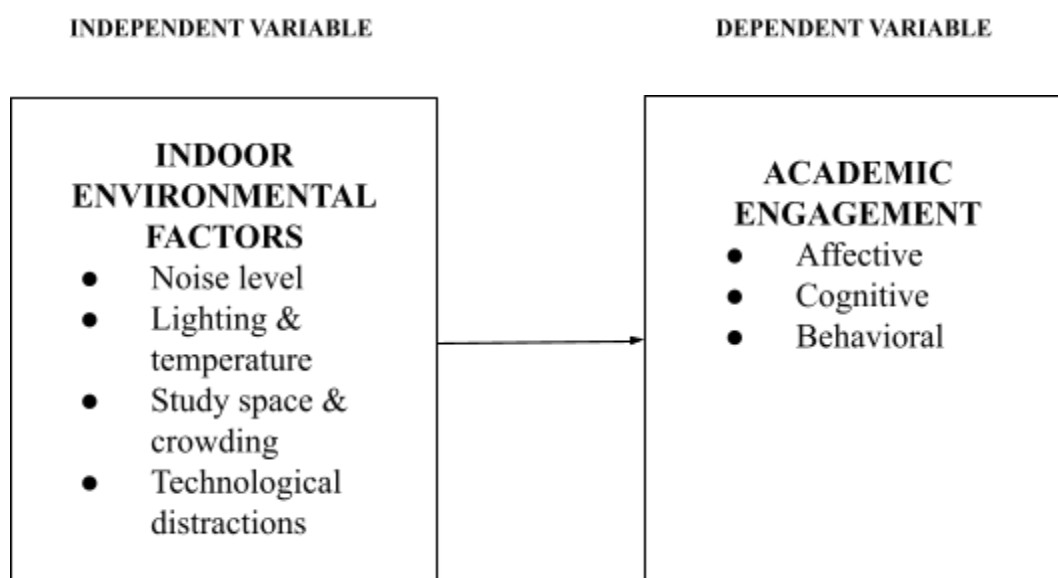 INDEPENDENT VARIABLE
DEPENDENT VARIABLE
INDOOR
ENVIRONMENTAL
FACTORS
● Noise level
● Lighting &
temperature
● Study space &
crowding
● Technological
distractions
ACADEMIC
ENGAGEMENT
● Affective
● Cognitive
● Behavioral